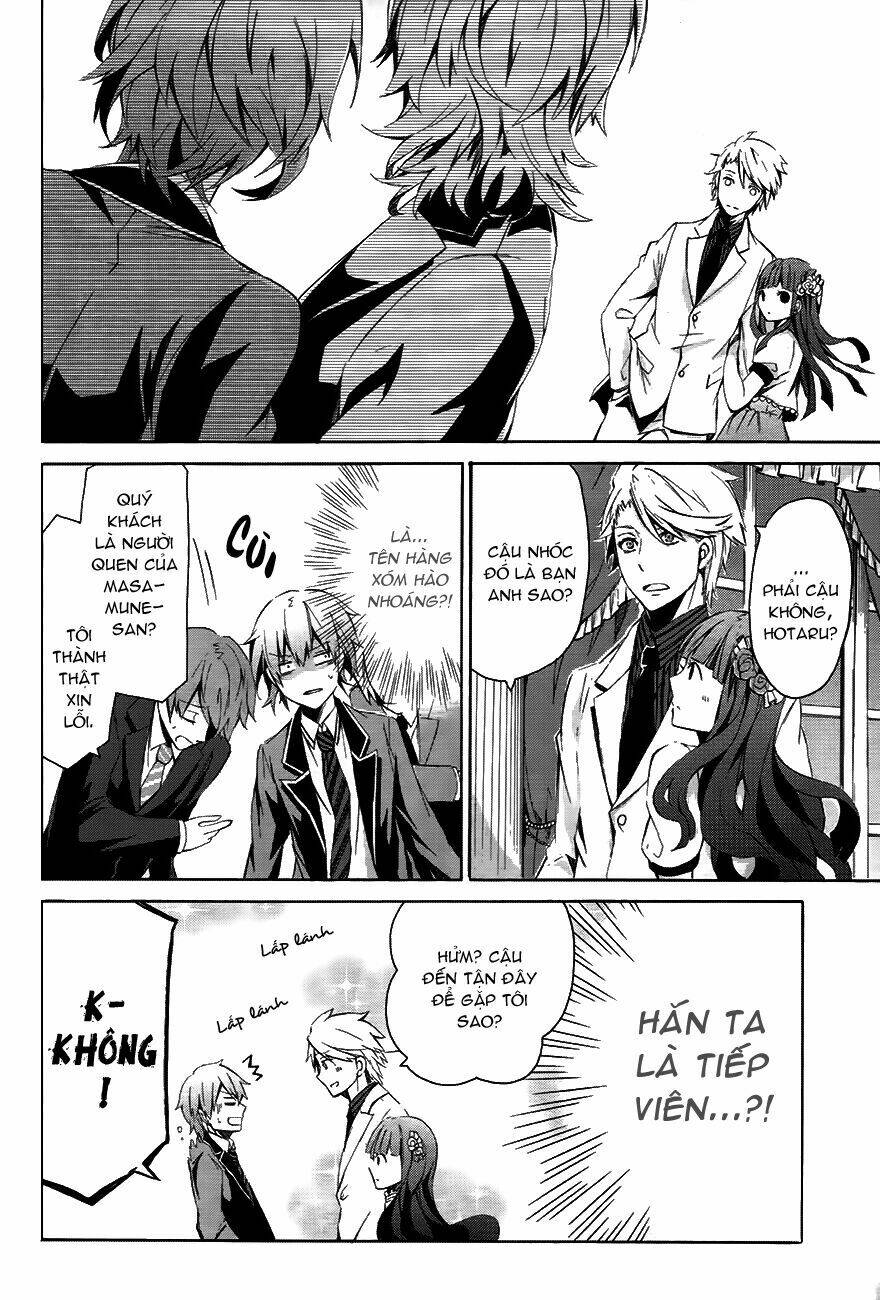 ...
PHẢI CẬU
KHÔNG,
HOTARU?
CẬU NHÓC
ĐÓ LÀ BẠN
ANH SAO?
LÀ...
TÊN HÀNG
XÓM HÀO
NHOÁNG?!
CÚI
QUÝ
KHÁCH
LÀ NGƯỜI
QUEN CỦA
MASA-
MUNE-
SAN?
TÔI
THÀNH
THẬT
XIN
LỖI.
HẮN TA
LÀ TIẾP
VIÊN...?!
HỬM? CẬU
ĐẾN TẬN ĐÂY
ĐỂ GẶP TÔI
SAO?
Lấp lánh
Lấp lánh
K-
KHÔNG
!